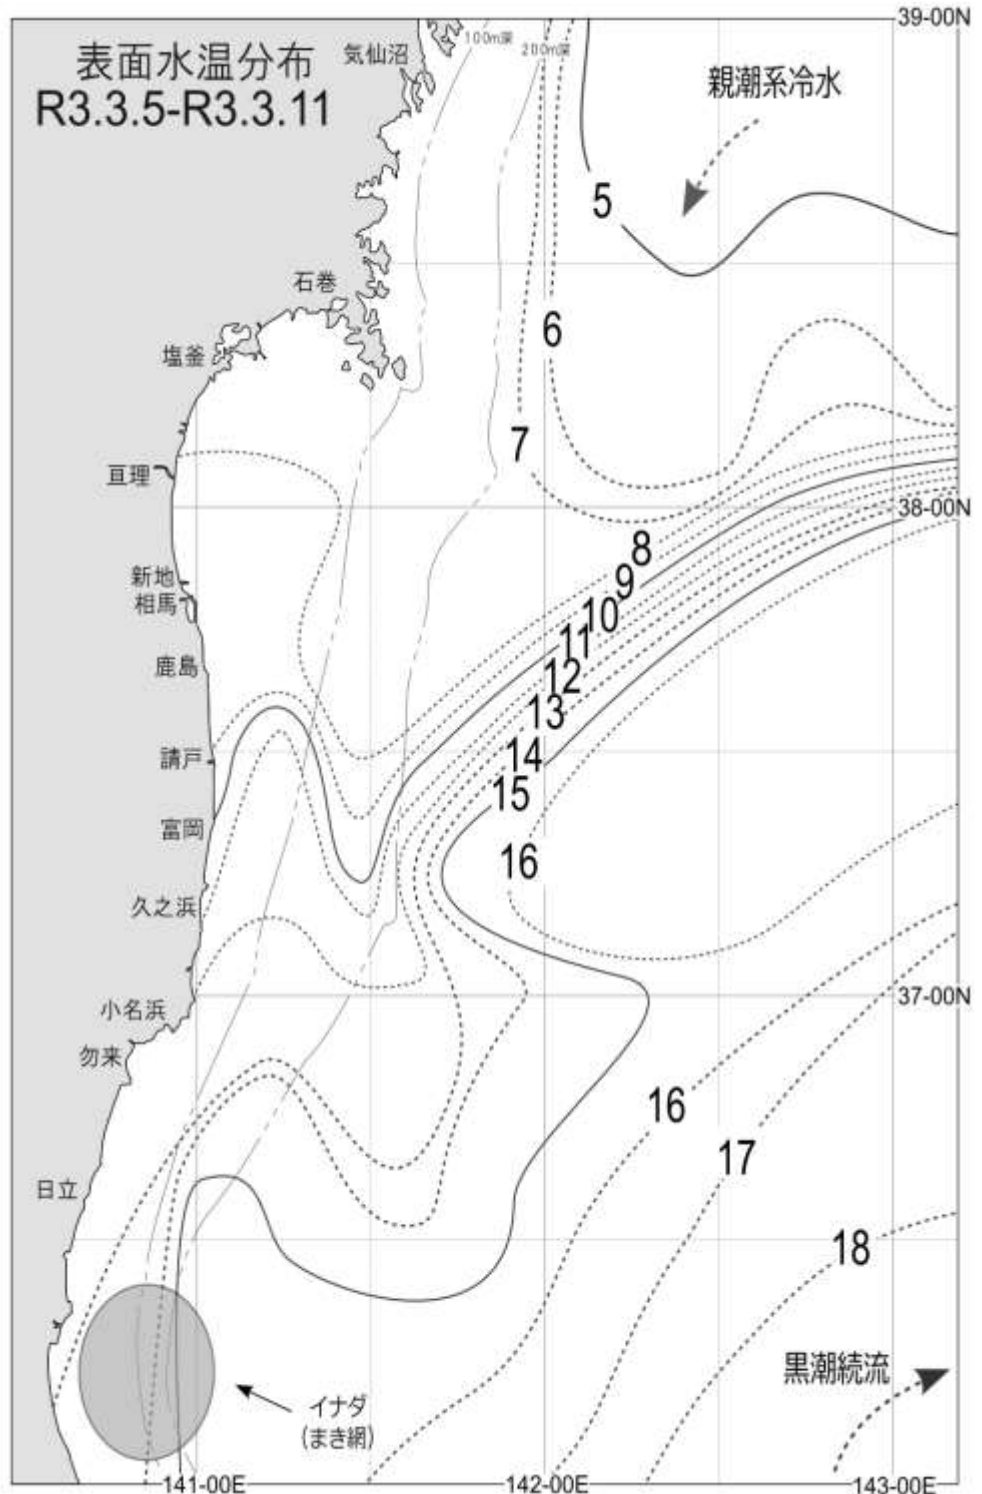 表面水温分布
R3.3.5-R3.3.11
39-00N
100m深
200m深
気仙沼
親潮系冷水
5
石巻
6
塩釜
7
亘理
38-00N
8
新地
9
相馬
10
11
鹿島
12
13
請戸
14
15
富岡
16
久之浜
37-00N
小名浜
勿来
16
17
日立
18
黒潮続流
イナダ
(まき網)
141-00E
142-00E
143-00E